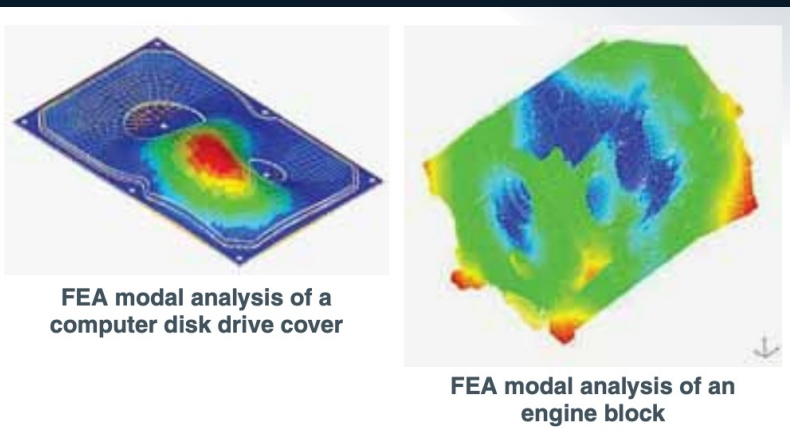 FEA modal analysis of a
computer disk drive cover
FEA modal analysis of an
engine block